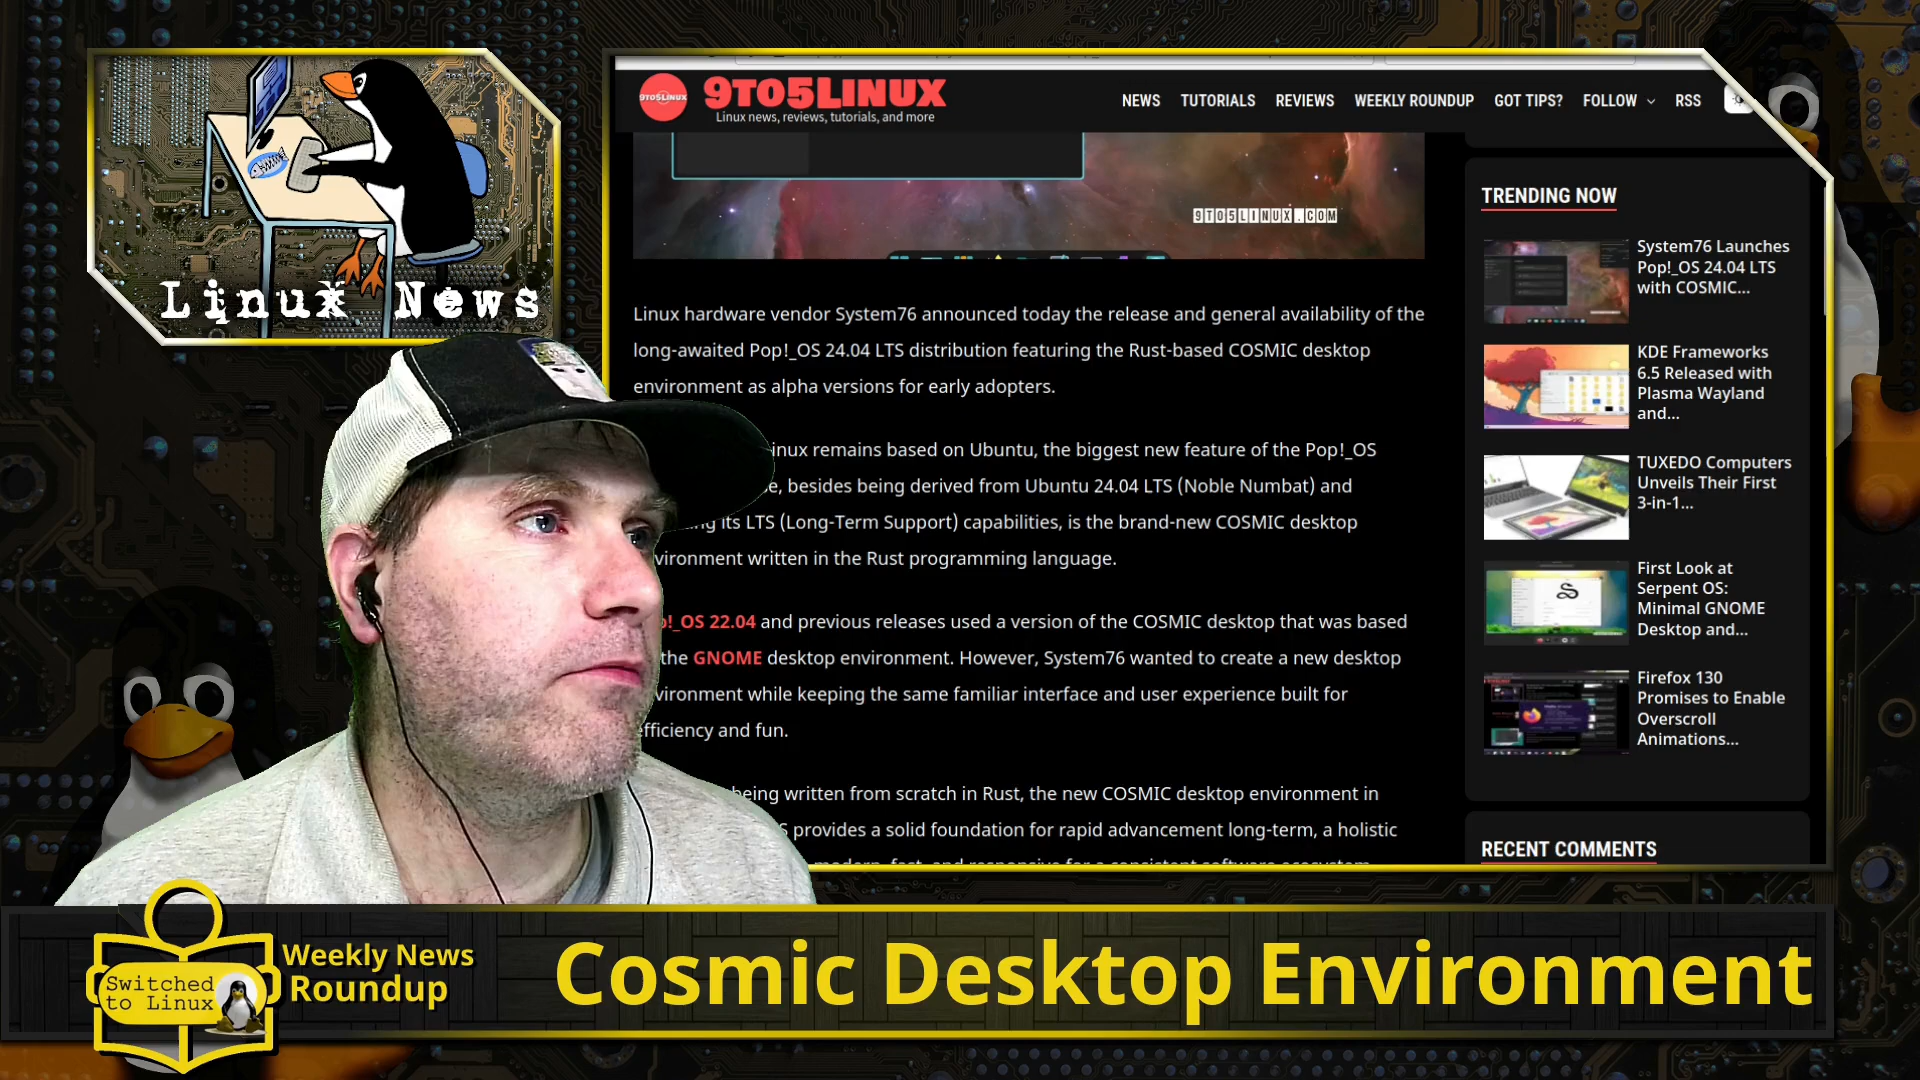 Linux News
9TO5LINUX
9TO5LINUX
Linux news, reviews, tutorials, and more
NEWS TUTORIALS REVIEWS WEEKLY ROUNDUP GOT TIPS? FOLLOW RSS
9TO5LINUX.COM
Linux hardware vendor System76 announced today the release and general availability of the
long-awaited Pop!_OS 24.04 LTS distribution featuring the Rust-based COSMIC desktop
environment as alpha versions for early adopters.
inux remains based on Ubuntu, the biggest new feature of the Pop!_OS
e, besides being derived from Ubuntu 24.04 LTS (Noble Numbat) and
ng its LTS (Long-Term Support) capabilities, is the brand-new COSMIC desktop
vironment written in the Rust programming language.
!_OS 22.04 and previous releases used a version of the COSMIC desktop that was based
the GNOME desktop environment. However, System76 wanted to create a new desktop
vironment while keeping the same familiar interface and user experience built for
efficiency and fun.
being written from scratch in Rust, the new COSMIC desktop environment in
S provides a solid foundation for rapid advancement long-term, a holistic
modern, fast, and responsive for a consistent software ecosystem
TRENDING NOW
System76 Launches
Pop!_OS 24.04 LTS
with COSMIC...
KDE Frameworks
6.5 Released with
Plasma Wayland
and...
TUXEDO Computers
Unveils Their First
3-in-1...
First Look at
Serpent OS:
Minimal GNOME
Desktop and...
Firefox 130
Promises to Enable
Overscroll
Animations...
RECENT COMMENTS
Switched
to Linux
Weekly News
Roundup
Cosmic Desktop Environment